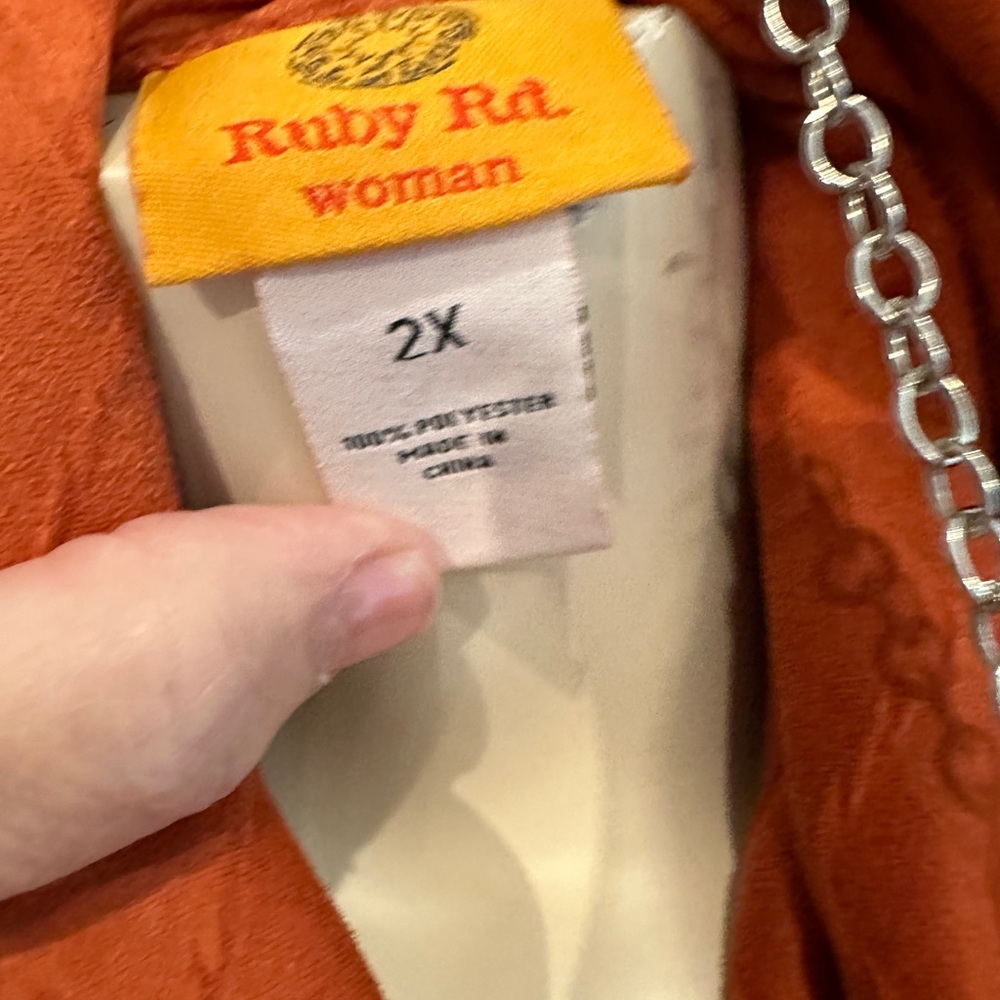 Ruby Rd.
woman
2X
100% POLYESTER
MADE IN
CHINA